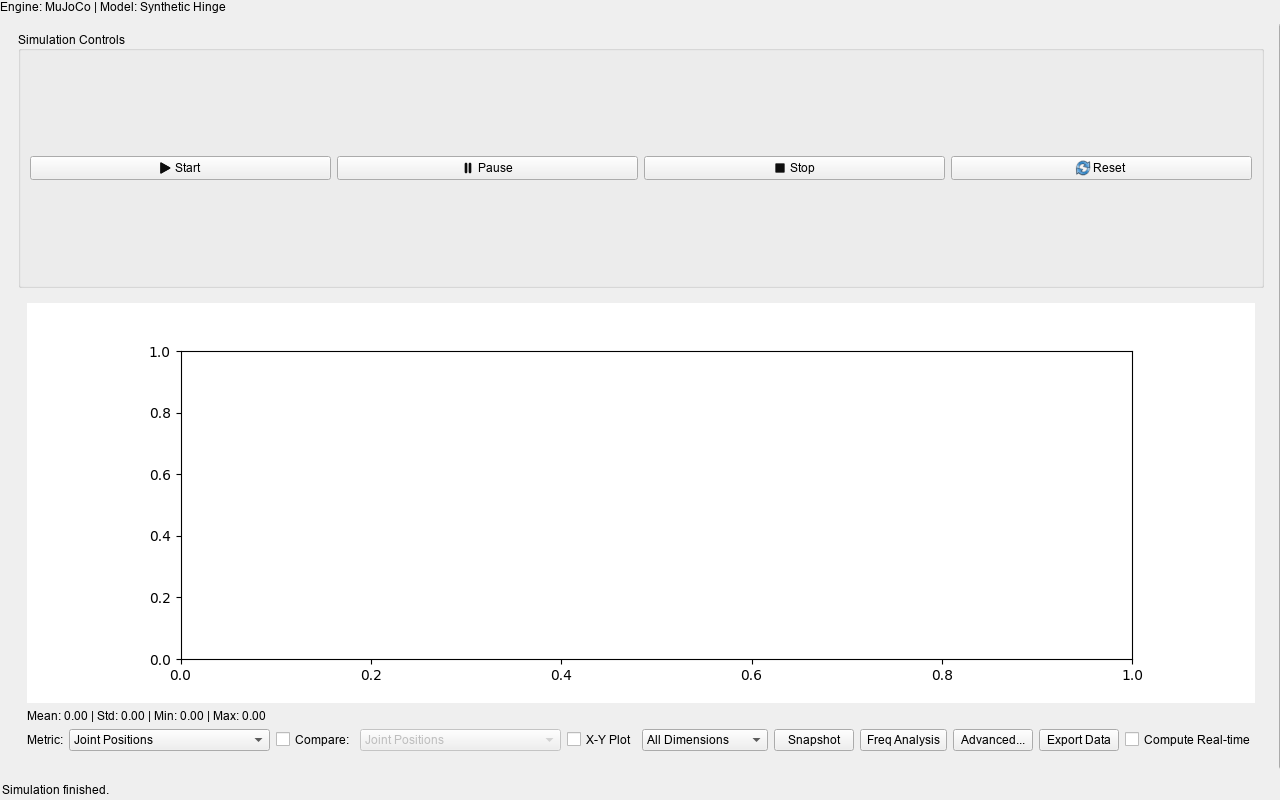 Engine: MuJoCo | Model: Synthetic Hinge
Simulation Controls
Start Pause Stop Reset
1.0
0.8
0.6
0.4
0.2
0.0
0.0 0.2 0.4 0.6 0.8 1.0
Mean: 0.00 | Std: 0.00 | Min: 0.00 | Max: 0.00
Metric: Joint Positions Compare: Joint Positions X-Y Plot All Dimensions Snapshot Freq Analysis Advanced... Export Data Compute Real-time
Simulation finished.